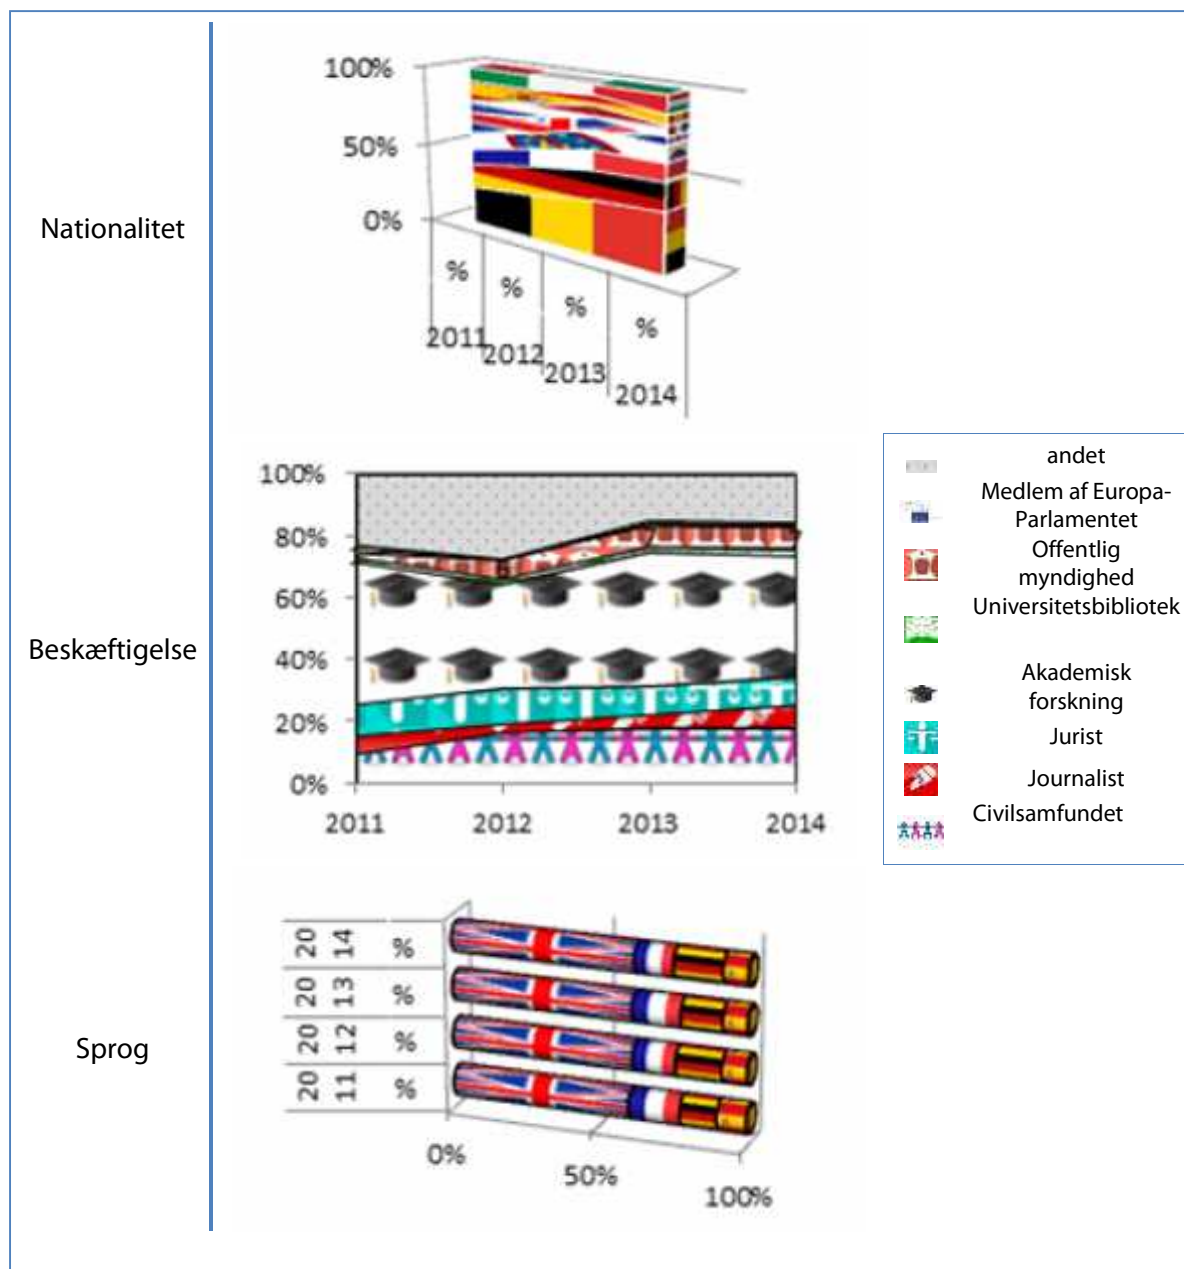 Nationalitet
100%
50%
0%
%
%
%
%
2011
2012
2013
2014
Beskæftigelse
100%
80%
60%
40%
20%
0%
2011
2012
2013
2014
andet
Medlem af Europa-
Parlamentet
Offentlig
myndighed
Universitetsbibliotek
Akademisk
forskning
Jurist
Journalist
Civilsamfundet
Sprog
20
14
%
20
13
%
20
12
%
20
11
%
0%
50%
100%